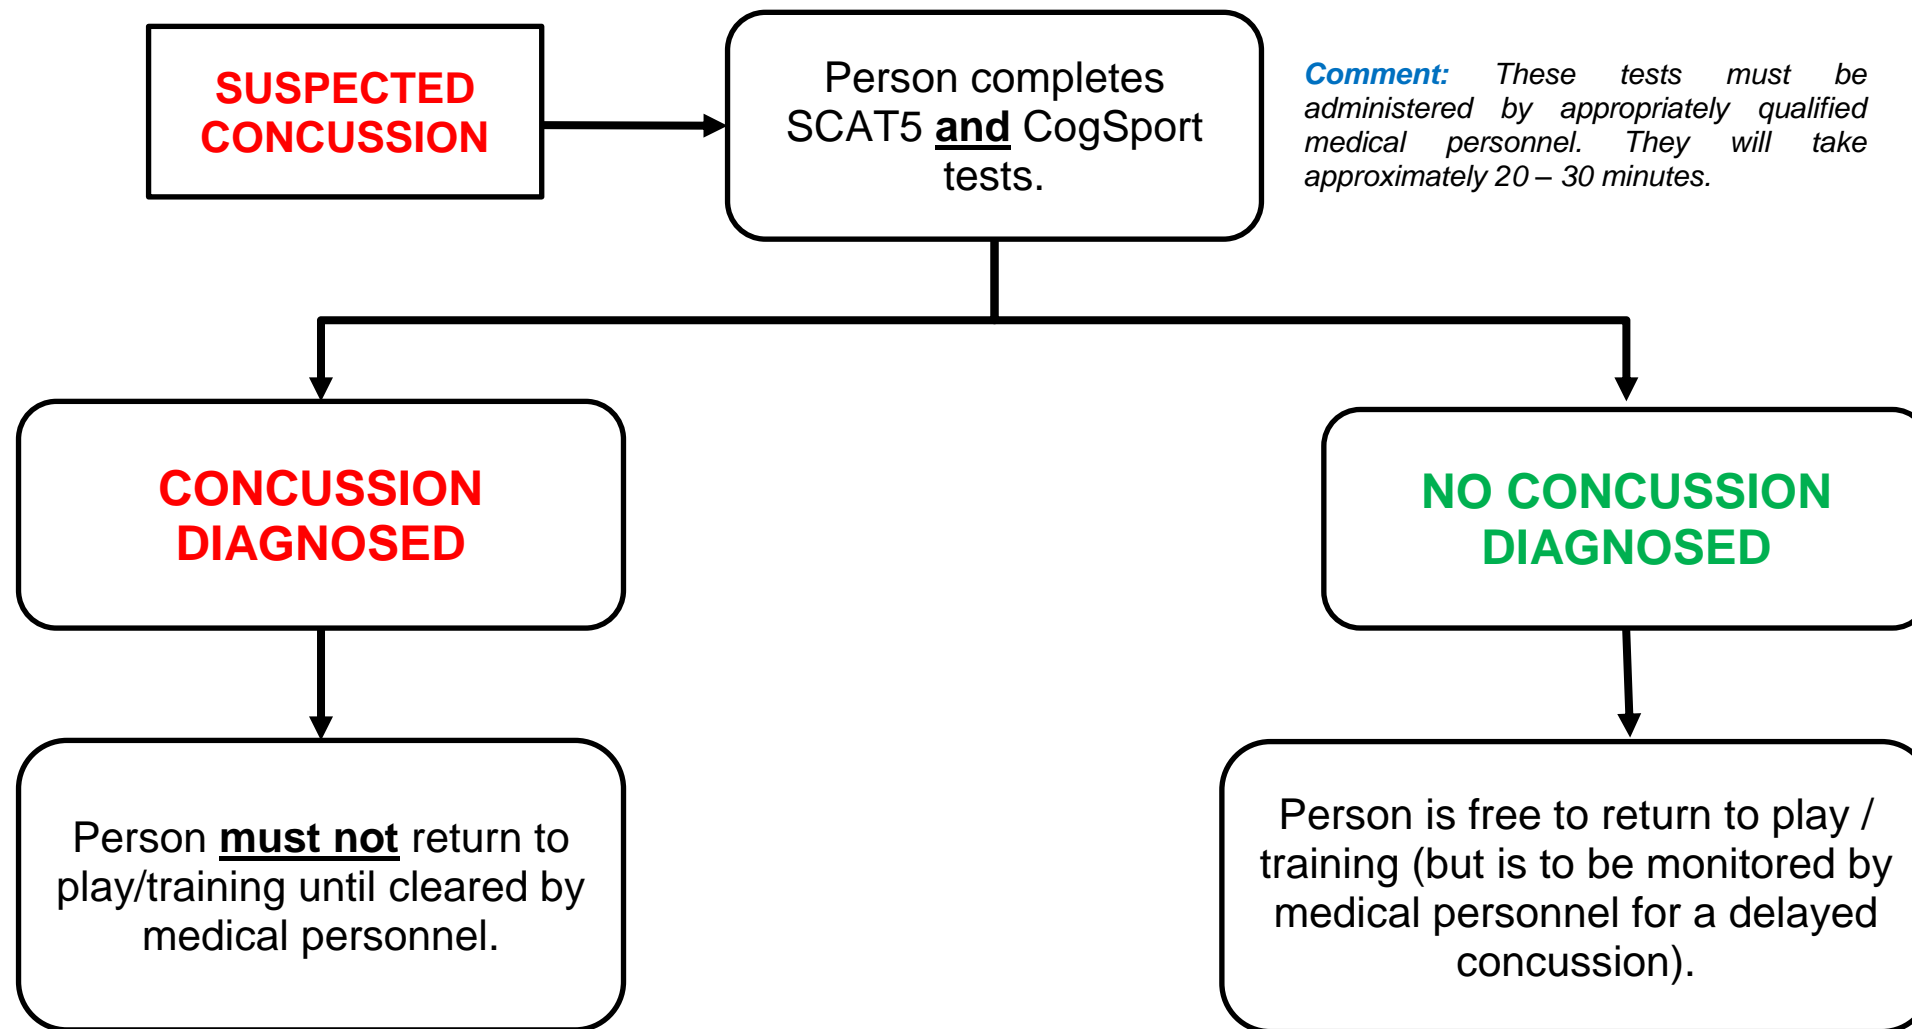 SUSPECTED
CONCUSSION
Person completes
SCAT5 and CogSport
tests.
Comment: These tests must be
administered by appropriately qualified
medical personnel. They will take
approximately 20 – 30 minutes.
CONCUSSION
DIAGNOSED
NO CONCUSSION
DIAGNOSED
Person must not return to
play/training until cleared by
medical personnel.
Person is free to return to play /
training (but is to be monitored by
medical personnel for a delayed
concussion).